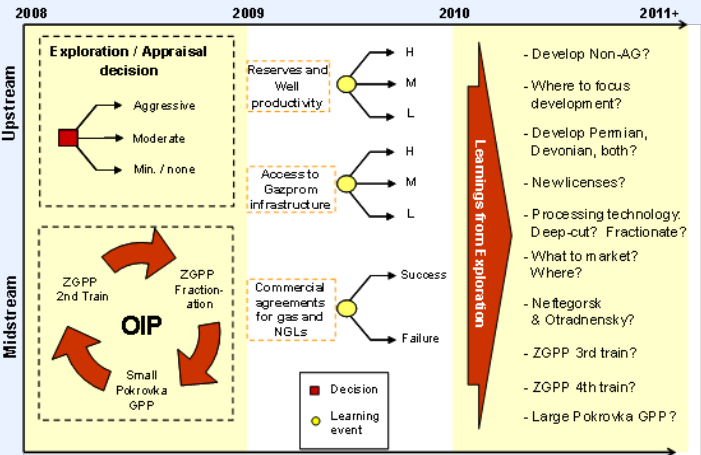 2008
2009
2010
2011+
Upstream
Midstream
Exploration / Appraisal
decision
Aggressive
Moderate
Min. / none
ZGPP
2nd Train
ZGPP
Fraction-
ation
OIP
Small
Pokrovka
GPP
Reserves and
Well
productivity
H
M
L
Access to
Gazprom
infrastructure
H
M
L
Commercial
agreements
for gas and
NGLs
Success
Failure
Decision
Learning
event
Learnings from Exploration
- Develop Non-AG?
- Where to focus
development?
- Develop Permian,
Devonian, both?
- New licenses?
- Processing technology:
Deep-cut? Fractionate?
- What to market?
Where?
- Neftegorsk
& Otradnensky?
- ZGPP 3rd train?
- ZGPP 4th train?
- Large Pokrovka GPP?